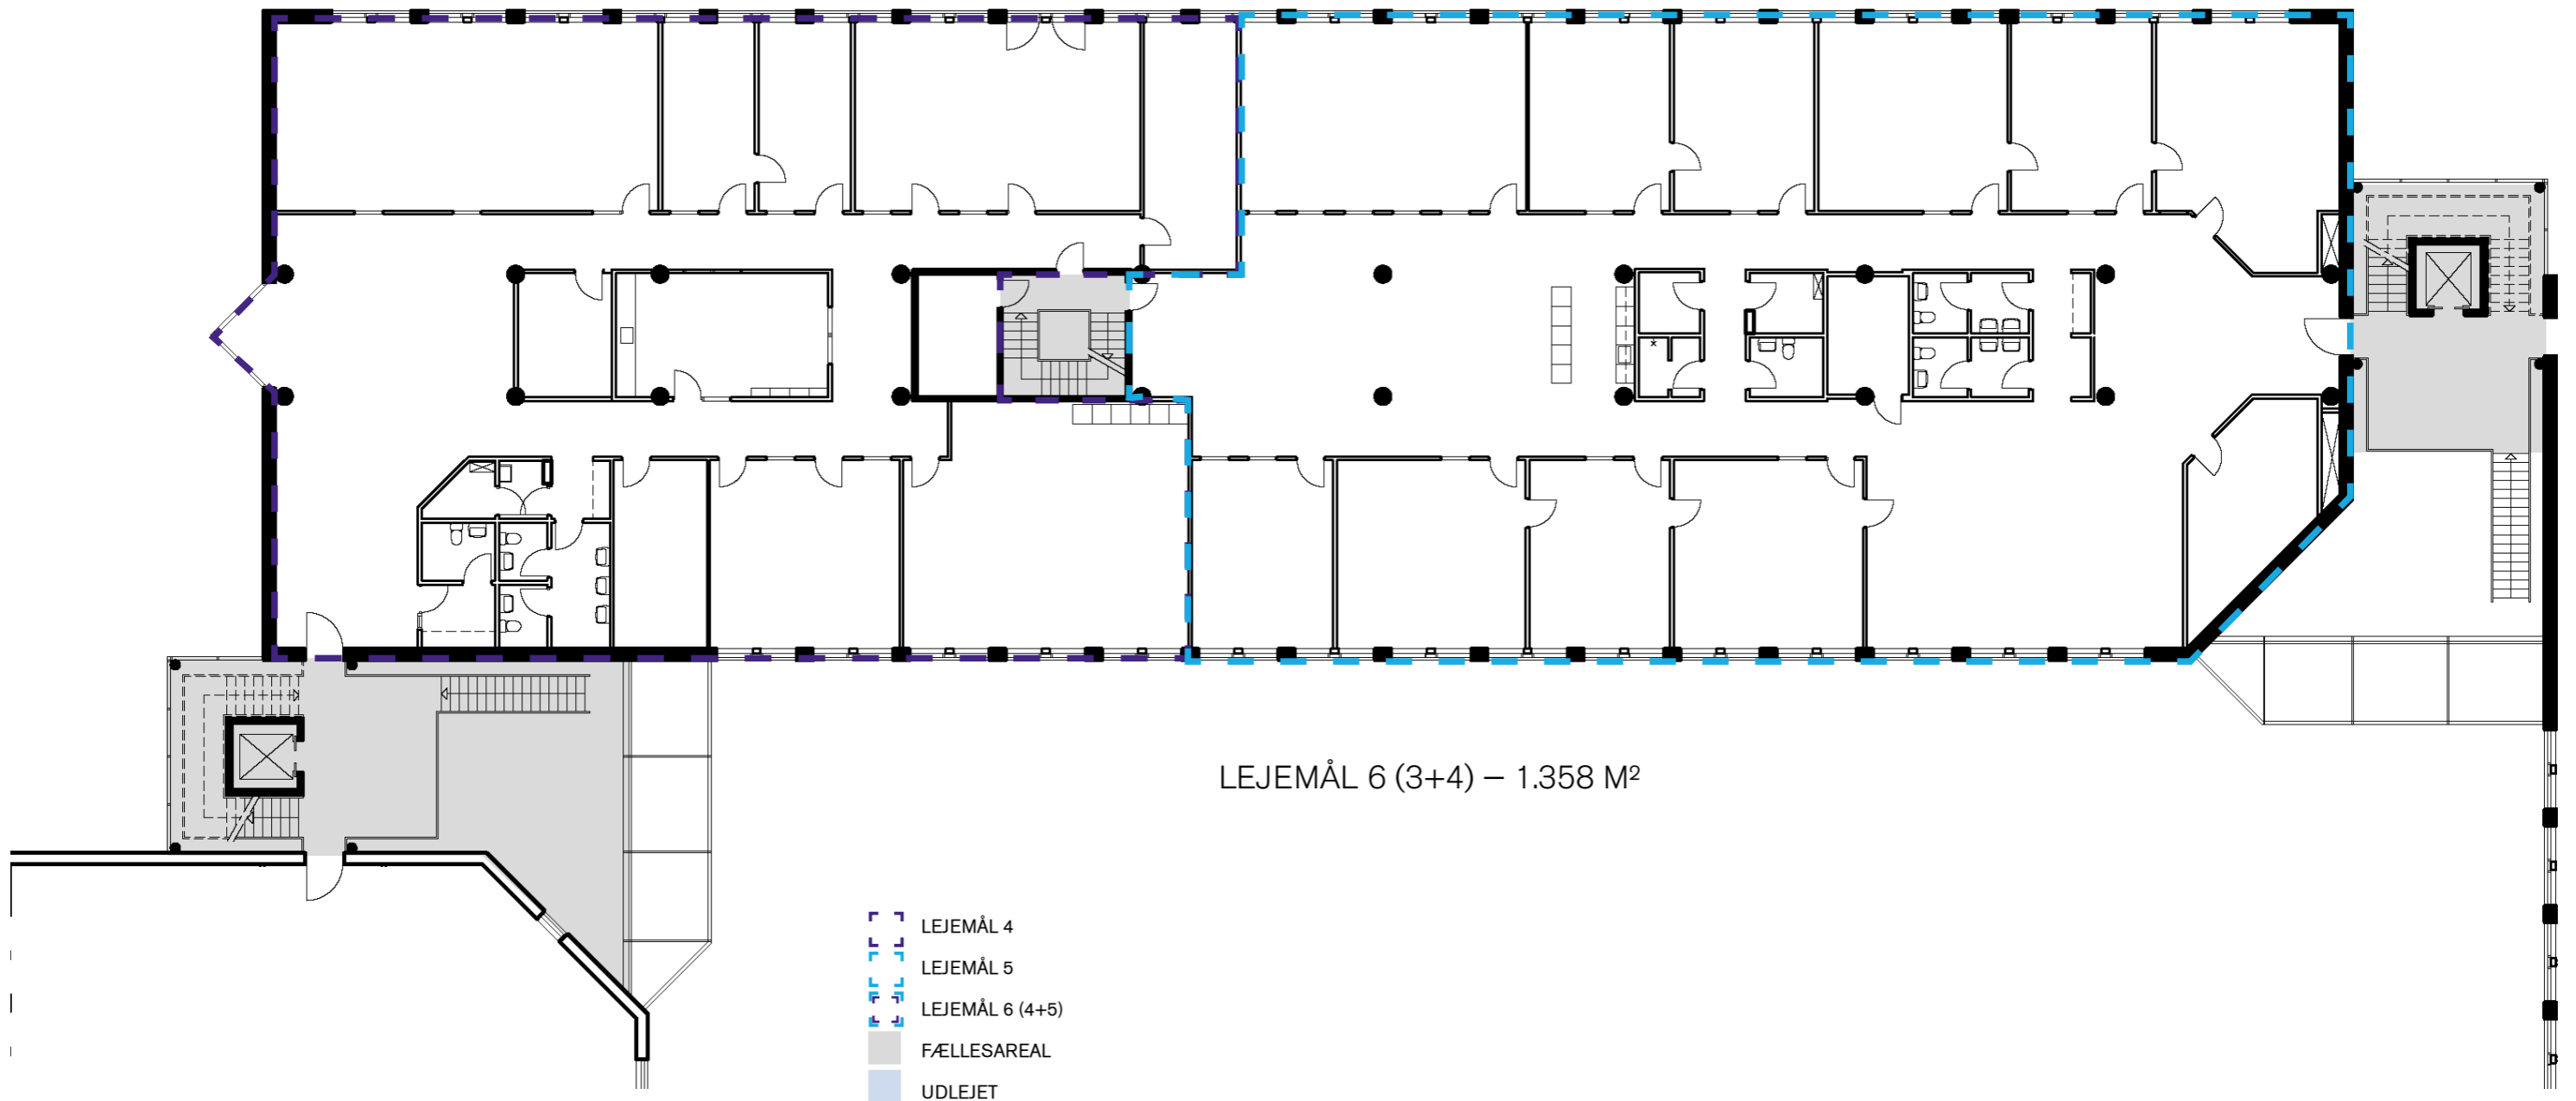 LEJEMÅL 6 (3+4) – 1.358 M²
LEJEMÅL 4
LEJEMÅL 5
LEJEMÅL 6 (4+5)
FÆLLESAREAL
UDLEJET